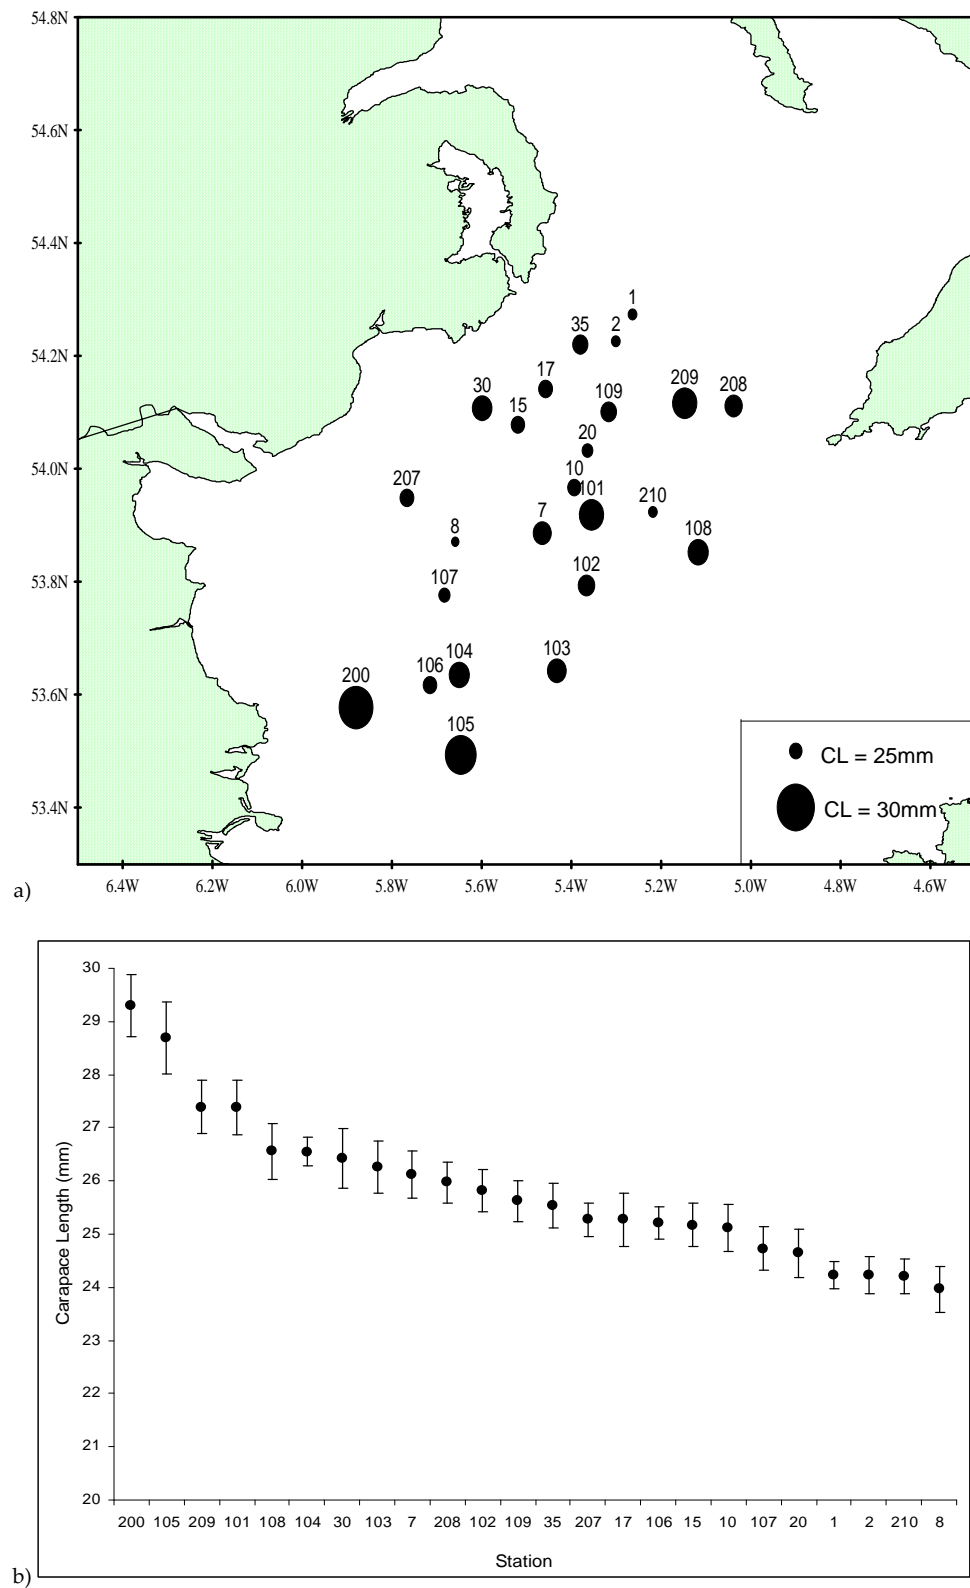 54.8N
54.6N
54.4N
54.2N
54.0N
53.8N
53.6N
53.4N
1
35 2
17 209 208
30 109
15
20
10
207 101 210
7
8 108
102
107
104 103
106
200
105
CL = 25mm
CL = 30mm
6.4W 6.2W 6.0W 5.8W 5.6W 5.4W 5.2W 5.0W 4.8W 4.6W
a)
30
29
28
27
26
25
24
23
22
21
20
Carapace Length (mm)
200 105 209 101 108 104 30 103 7 208 102 109 35 207 17 106 15 10 107 20 1 2 210 8
Station
b)